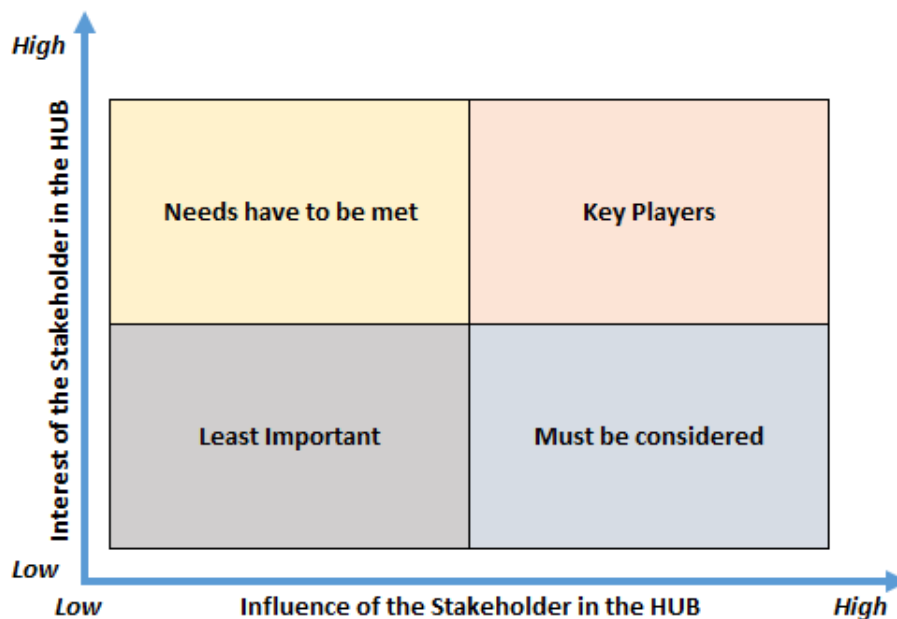 High
Interest of the Stakeholder in the HUB
Needs have to be met
Key Players
Least Important
Must be considered
Low
Low
Influence of the Stakeholder in the HUB
High